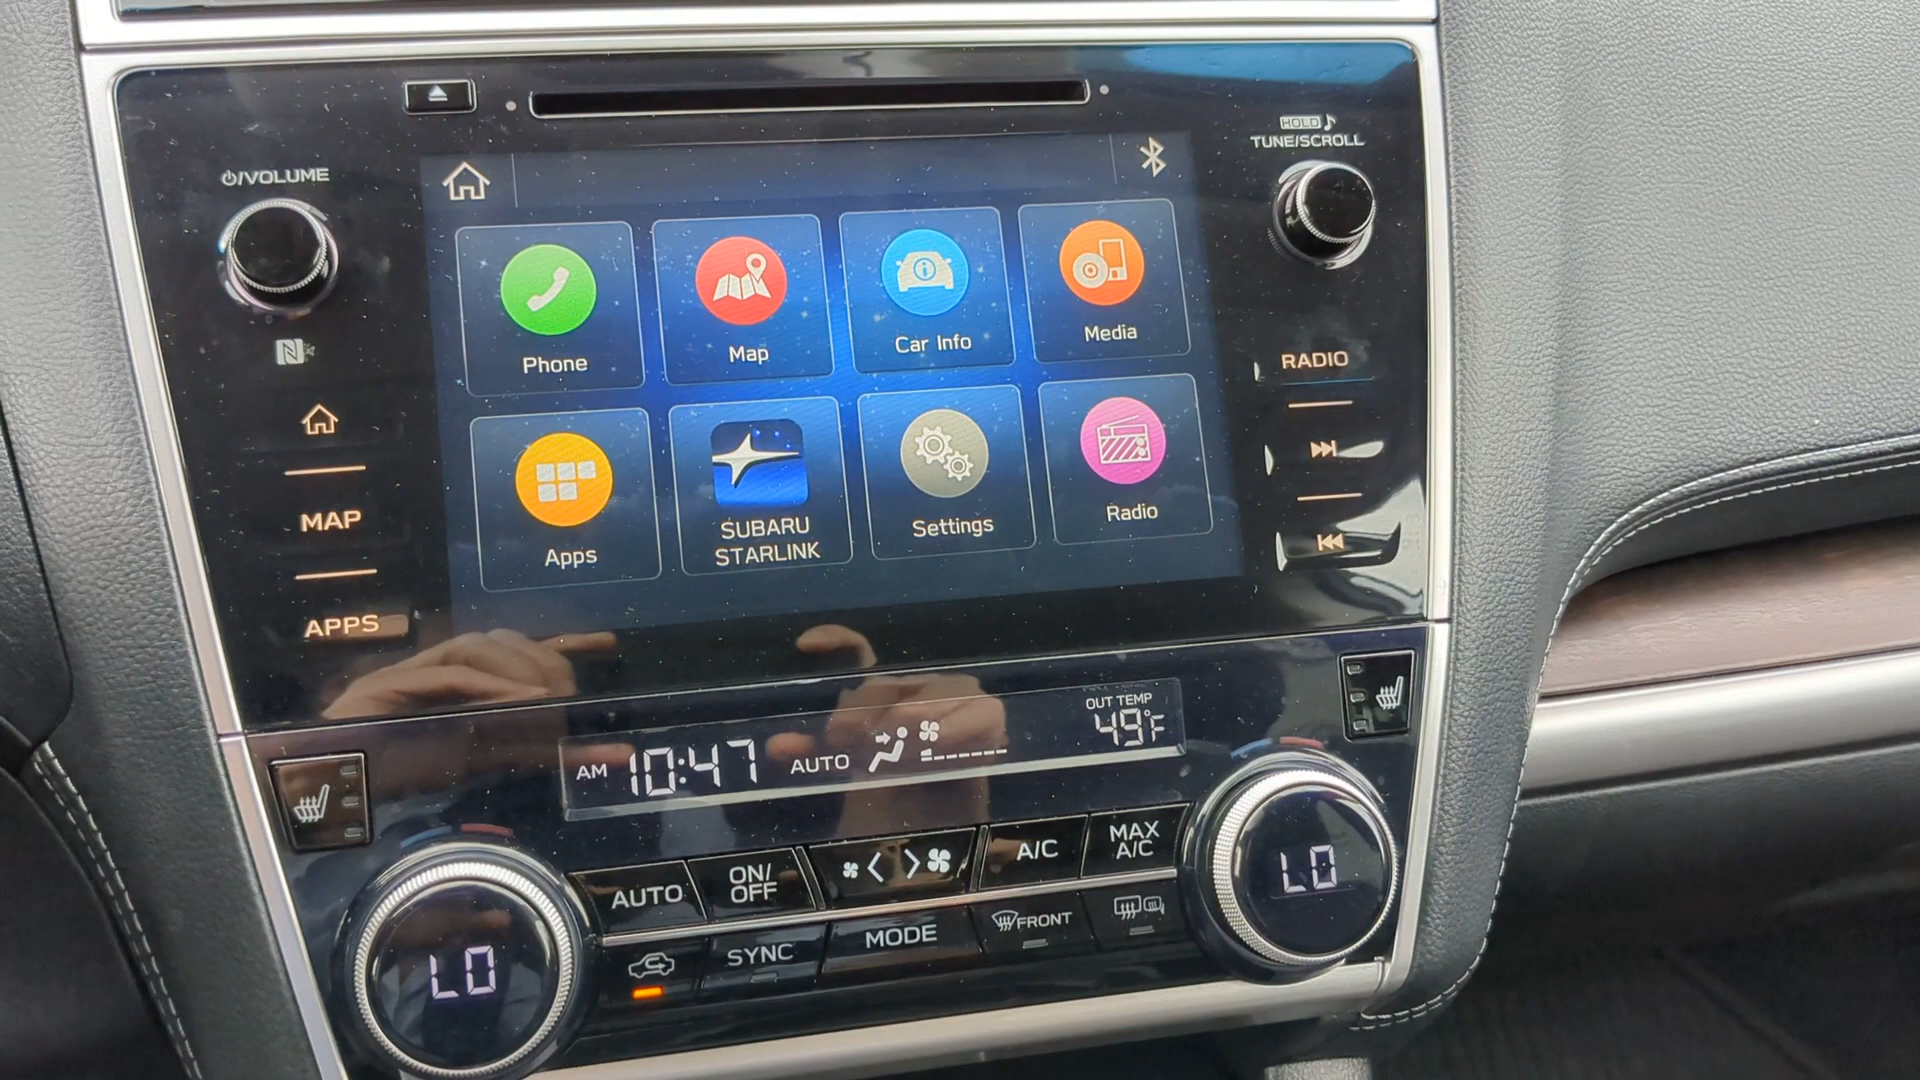 HOLD
TUNE/SCROLL
/VOLUME
Phone
Map
Car Info
Media
RADIO
MAP
APPS
Apps
SUBARU
STARLINK
Settings
Radio
AM 10:47 AUTO
OUT TEMP
49°F
AUTO
ON/
OFF
A/C
MAX
A/C
LO
LO
SYNC
MODE
FRONT